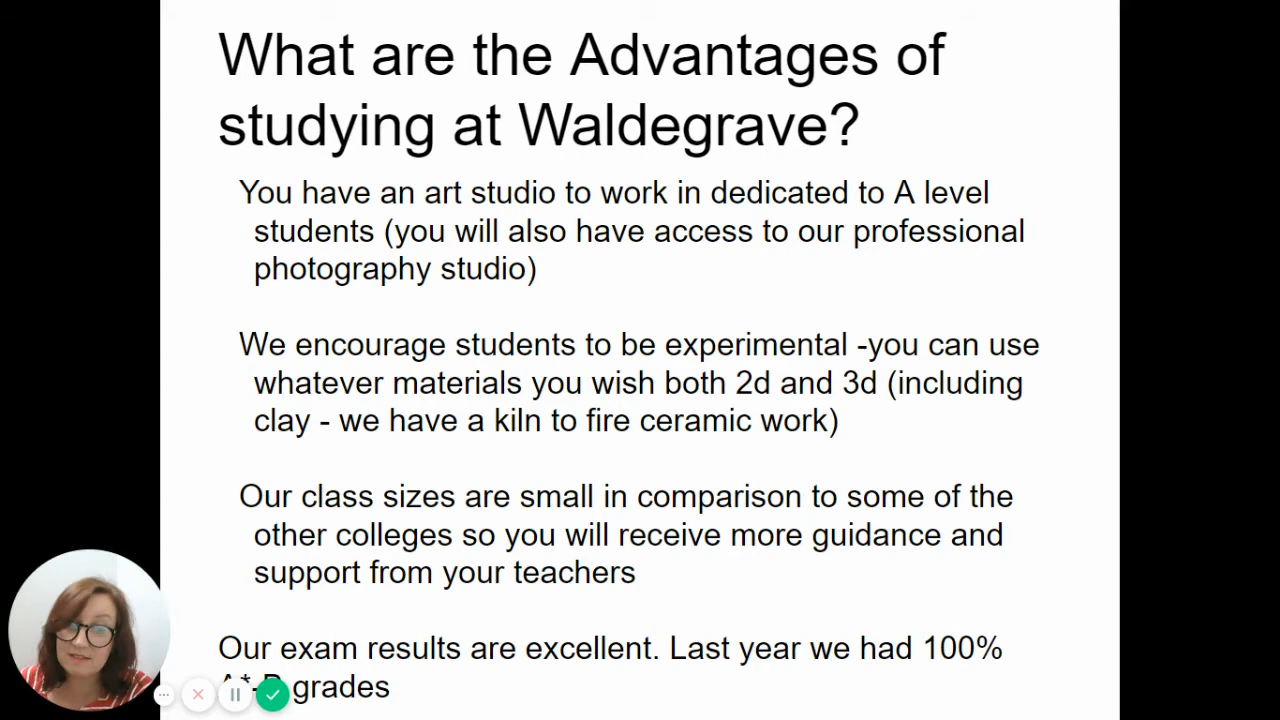 What are the Advantages of
studying at Waldegrave?
You have an art studio to work in dedicated to A level
students (you will also have access to our professional
photography studio)
We encourage students to be experimental -you can use
whatever materials you wish both 2d and 3d (including
clay - we have a kiln to fire ceramic work)
Our class sizes are small in comparison to some of the
other colleges so you will receive more guidance and
support from your teachers
Our exam results are excellent. Last year we had 100%
grades